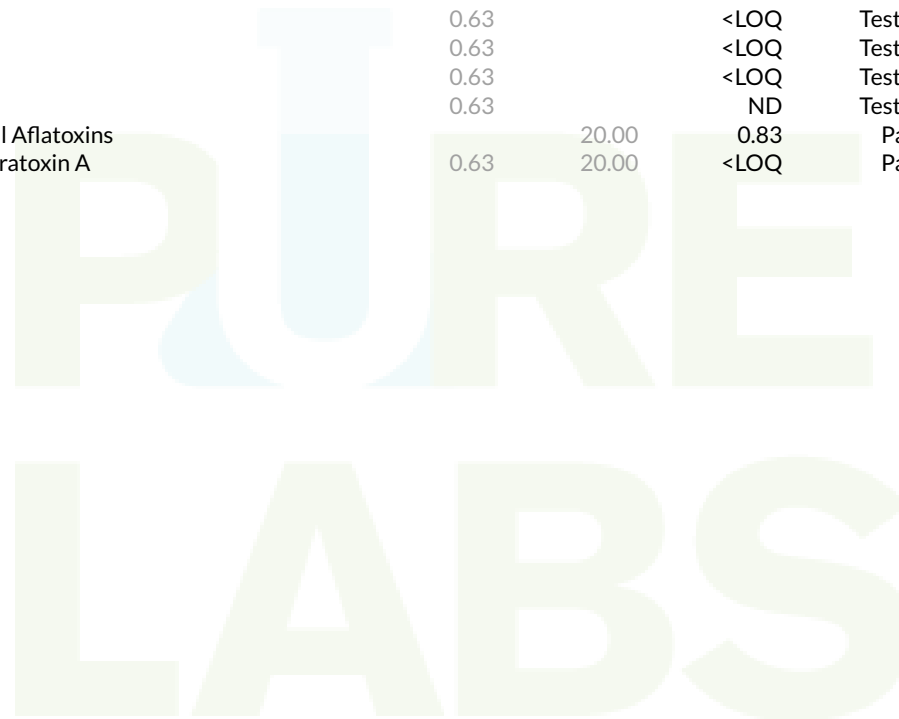 0.63 <LOQ Test
0.63 <LOQ Test
0.63 <LOQ Test
0.63 ND Test
l Aflatoxins 20.00 0.83 Pa
ratoxin A 0.63 20.00 <LOQ Pa
PURE
LABS